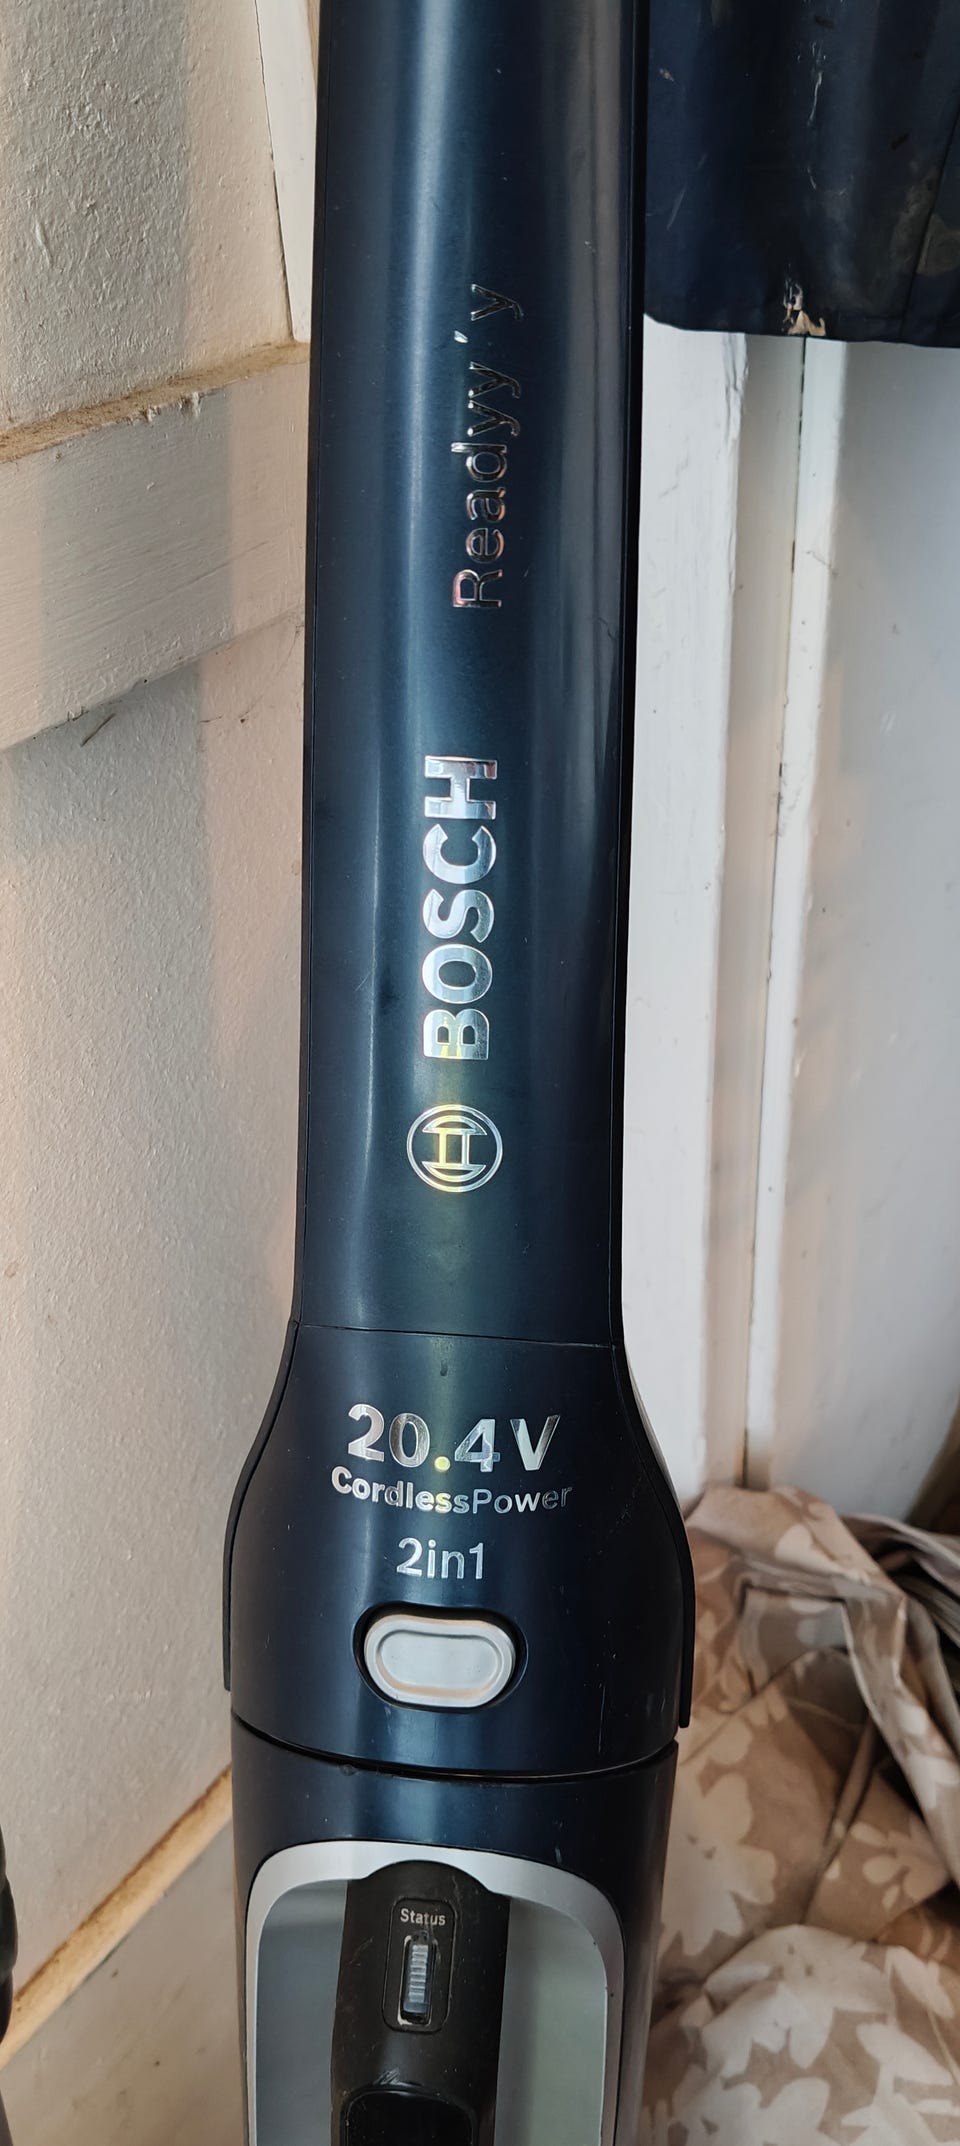 Readyy'y
BOSCH
20.4V
CordlessPower
2in1
Status